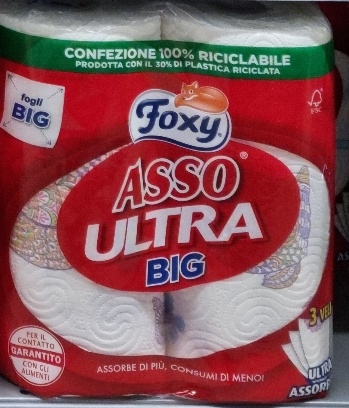 CONFEZIONE 100% RICICLABILE
PRODOTTA CON IL 30% DI PLASTICA RICICLATA
fogli
BIG
FSC
Foxy
ASSO®
ULTRA
BIG
3 VELI
PER IL
CONTATTO
GARANTITO
CON GLI
ALIMENTI
ASSORBE DI PIÙ, CONSUMI DI MENO!
ULTRA
ASSORB